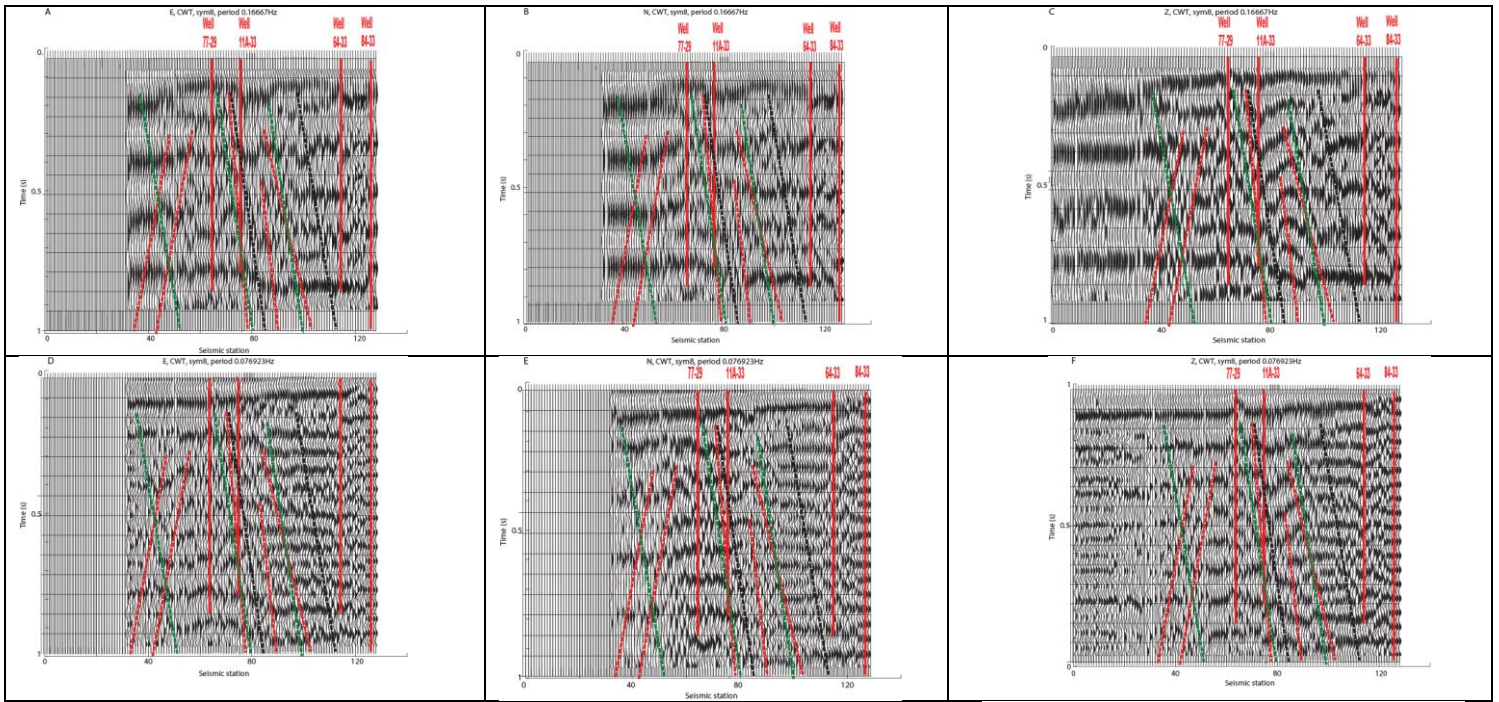 A
E, CWT, sym8, period 0.16667Hz
Well 77-29
Well 11A-33
Well 64-33
Well 84-33
0.
0.5
1
Time (s)
0
40
80
120
Seismic station
B
N, CWT, sym8, period 0.16667Hz
Well 77-29
Well 11A-33
Well 64-33
Well 84-33
0
0.5
1
Time (s)
0
40
80
120
Seismic station
C
Z, CWT, sym8, period 0.16667Hz
Well 77-29
Well 11A-33
Well 64-33
Well 84-33
0
0.5
1
Time (s)
0
40
80
120
Seismic station
D
E, CWT, sym8, period 0.076923Hz
0
0.5
1
Time (s)
0
40
80
120
Seismic station
E
N, CWT, sym8, period 0.076923Hz
77-29
11A-33
64-33
84-33
0
0.5
1
Time (s)
0
40
80
120
Seismic station
F
Z, CWT, sym8, period 0.076923Hz
77-29
11A-33
64-33
84-33
1
0.5
0
Time (s)
0
40
80
120
Seismic station